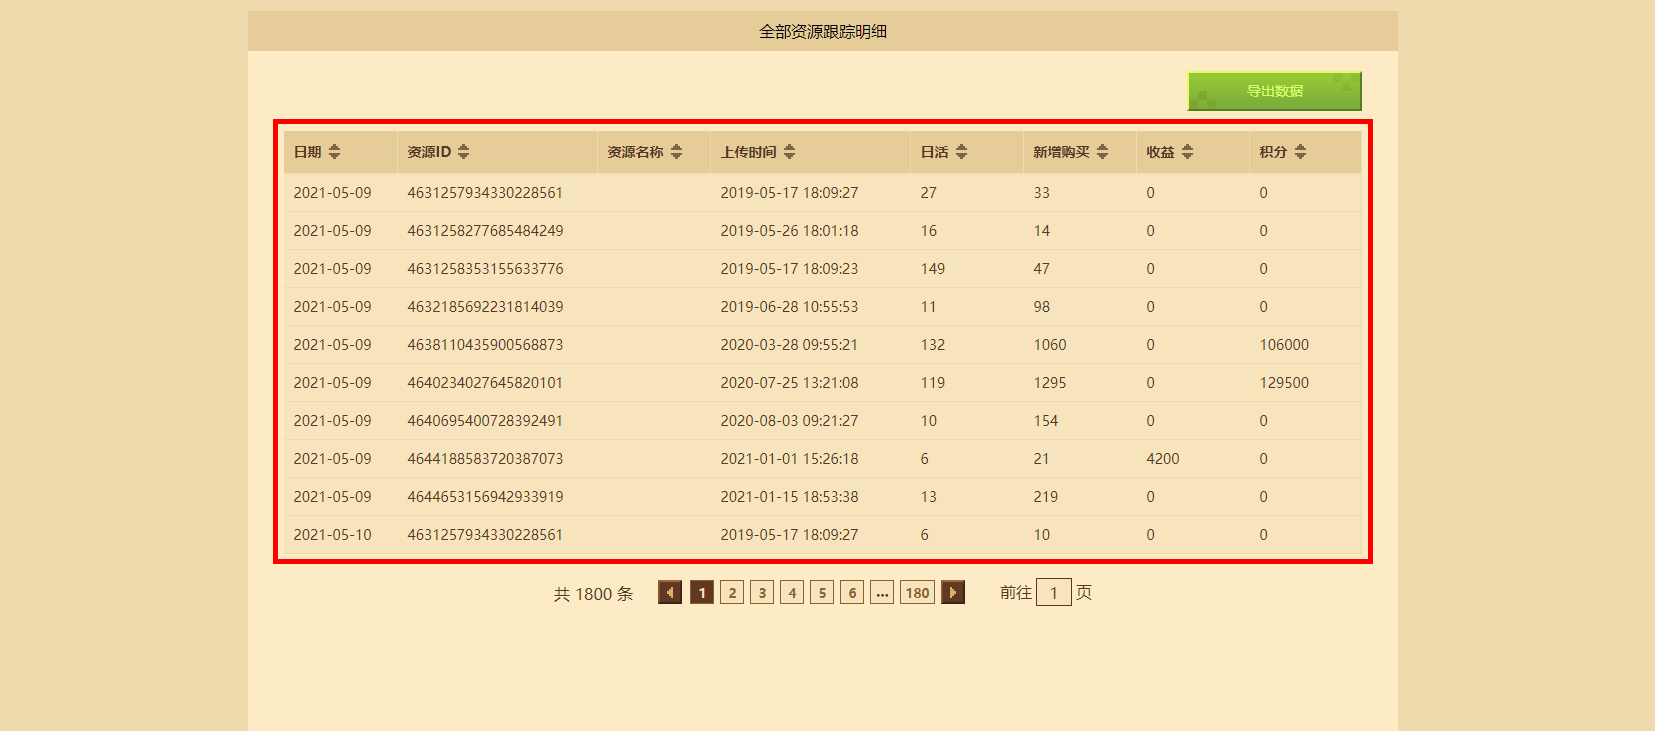 全部资源跟踪明细
导出数据
日期 资源ID 资源名称 上传时间 日活 新增购买 收益 积分
2021-05-09 4631257934330228561 2019-05-17 18:09:27 27 33 0 0
2021-05-09 4631258277685484249 2019-05-26 18:01:18 16 14 0 0
2021-05-09 4631258353155633776 2019-05-17 18:09:23 149 47 0 0
2021-05-09 4632185692231814039 2019-06-28 10:55:53 11 98 0 0
2021-05-09 4638110435900568873 2020-03-28 09:55:21 132 1060 0 106000
2021-05-09 4640234027645820101 2020-07-25 13:21:08 119 1295 0 129500
2021-05-09 4640695400728392491 2020-08-03 09:21:27 10 154 0 0
2021-05-09 4644188583720387073 2021-01-01 15:26:18 6 21 4200 0
2021-05-09 4644653156942933919 2021-01-15 18:53:38 13 219 0 0
2021-05-10 4631257934330228561 2019-05-17 18:09:27 6 10 0 0
共 1800 条 1 2 3 4 5 6 ... 180 前往 1 页